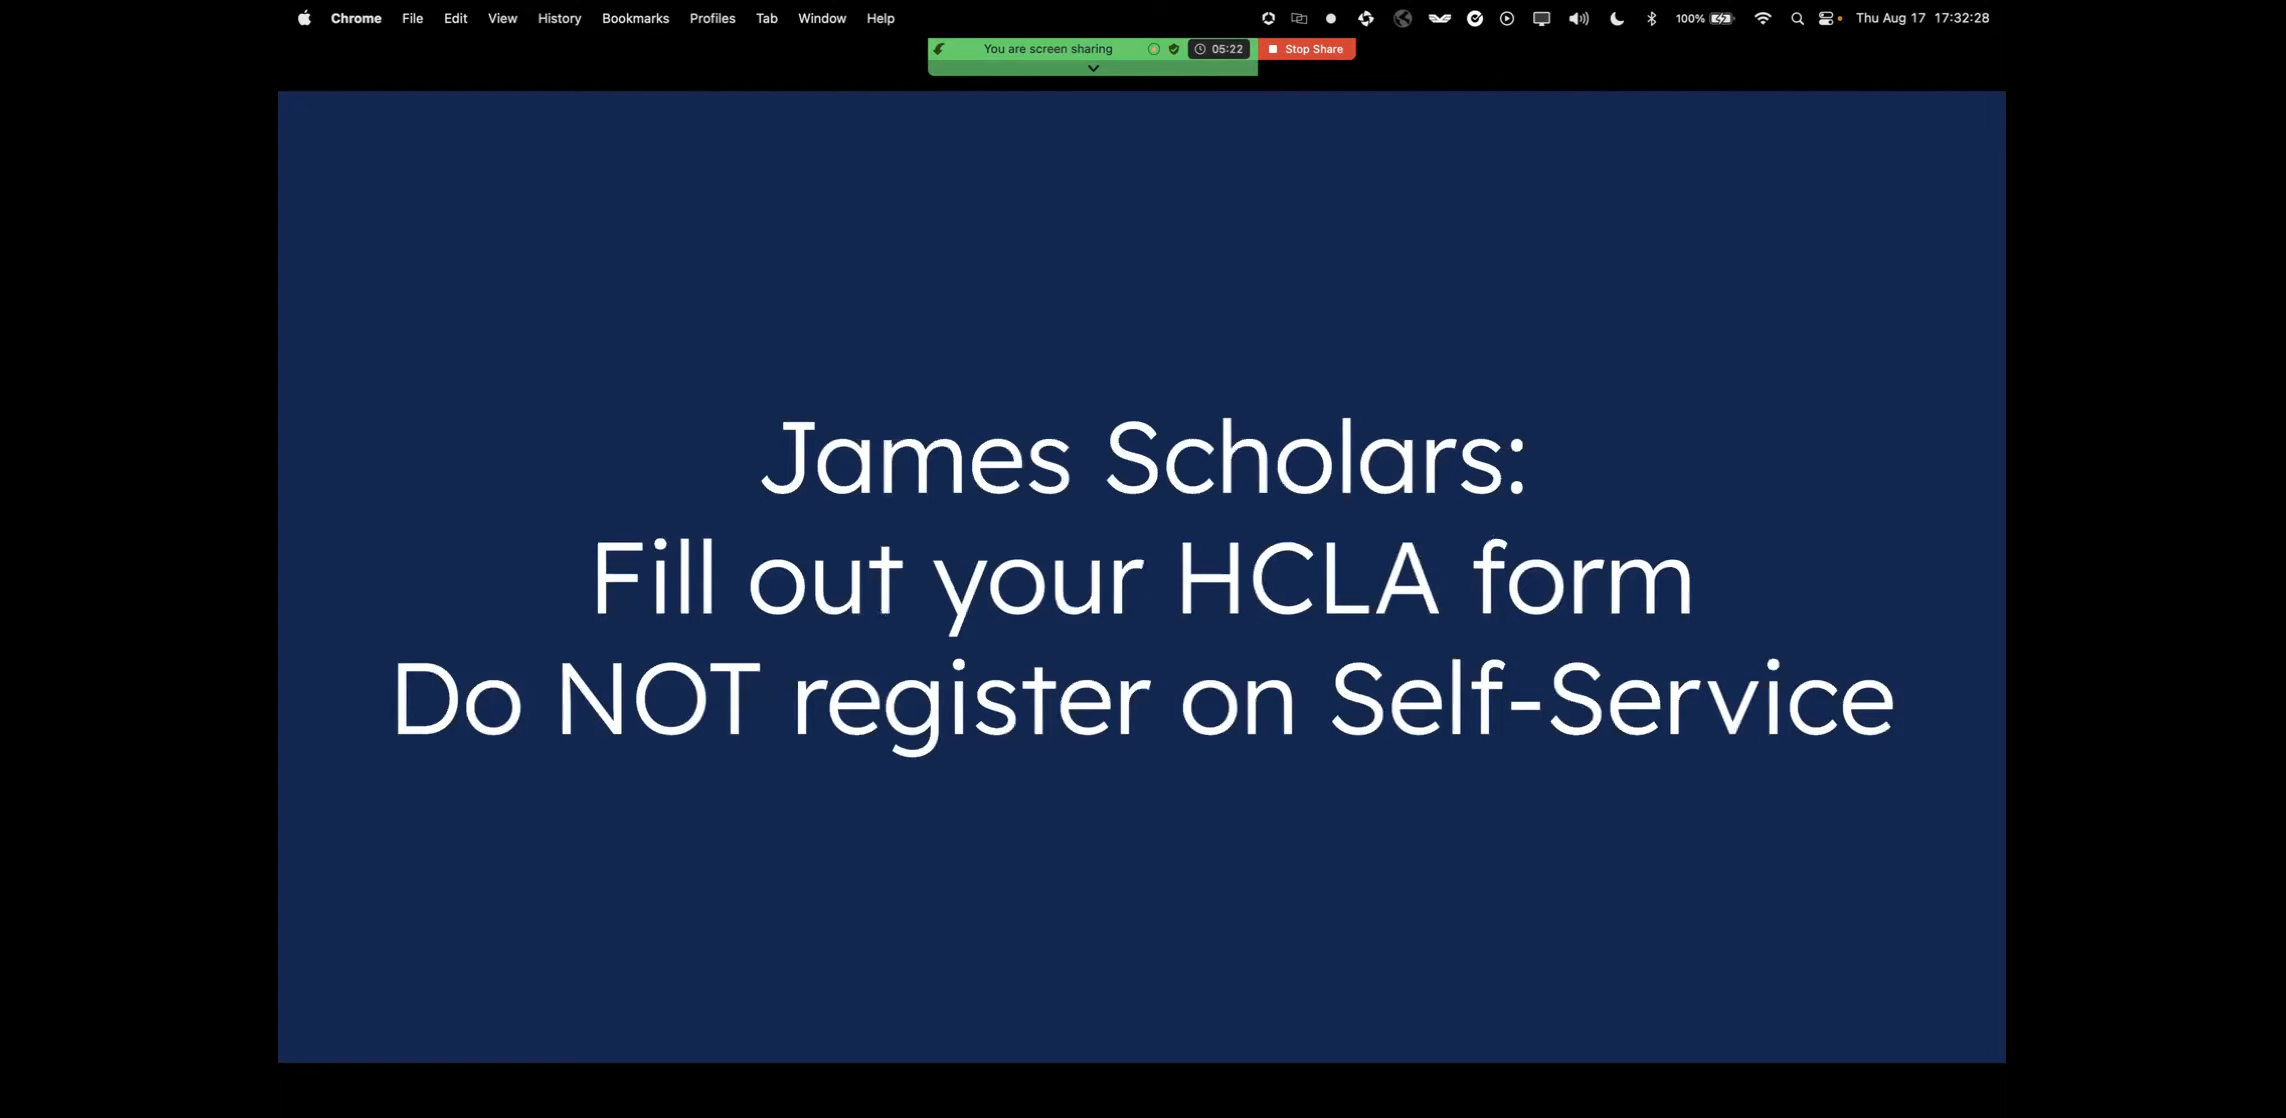 Chrome File Edit View History Bookmarks Profiles Tab Window Help 100% Thu Aug 17 17:32:28
You are screen sharing 05:22 Stop Share
James Scholars:
Fill out your HCLA form
Do NOT register on Self-Service